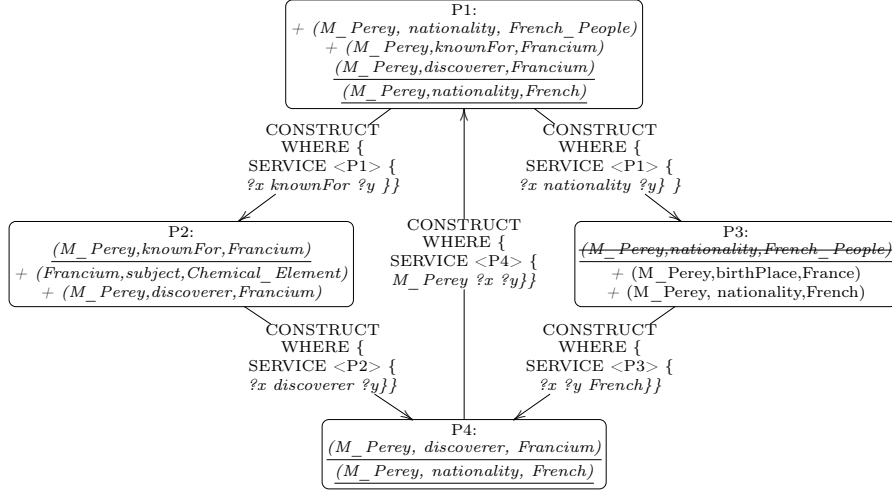 P1:
+ (M_Perey, nationality, French_People)
+ (M_Perey,knownFor,Francium)
(M_Perey,discoverer,Francium)
(M_Perey,nationality,French)
CONSTRUCT
WHERE {
SERVICE <P1> {
?x knownFor ?y }}
CONSTRUCT
WHERE {
SERVICE <P1> {
?x nationality ?y} }
P2:
(M_Perey,knownFor,Francium)
+ (Francium,subject,Chemical_Element)
+ (M_Perey,discoverer,Francium)
CONSTRUCT
WHERE {
SERVICE <P4> {
M_Perey ?x ?y}}
P3:
(M_Perey,nationality,French_People)
+ (M_Perey,birthPlace,France)
+ (M_Perey, nationality,French)
CONSTRUCT
WHERE {
SERVICE <P2> {
?x discoverer ?y}}
CONSTRUCT
WHERE {
SERVICE <P3> {
?x ?y French}}
P4:
(M_Perey, discoverer, Francium)
(M_Perey, nationality, French)